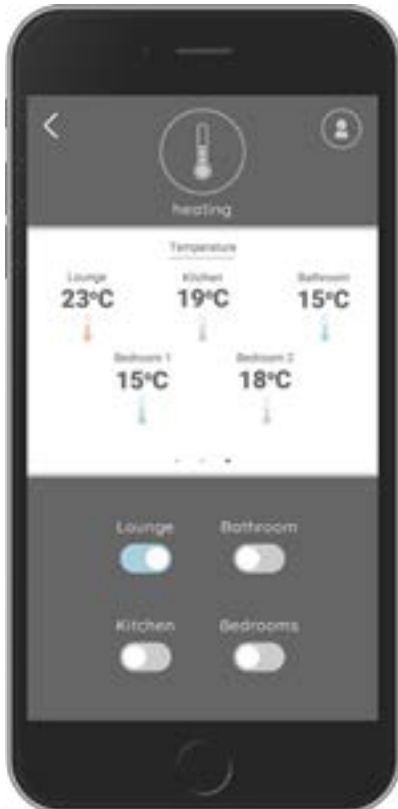 heating
Temperature
Lounge Kitchen Bathroom
23°C 19°C 15°C
Bedroom 1 Bedroom 2
15°C 18°C
Lounge Bathroom
Kitchen Bedrooms